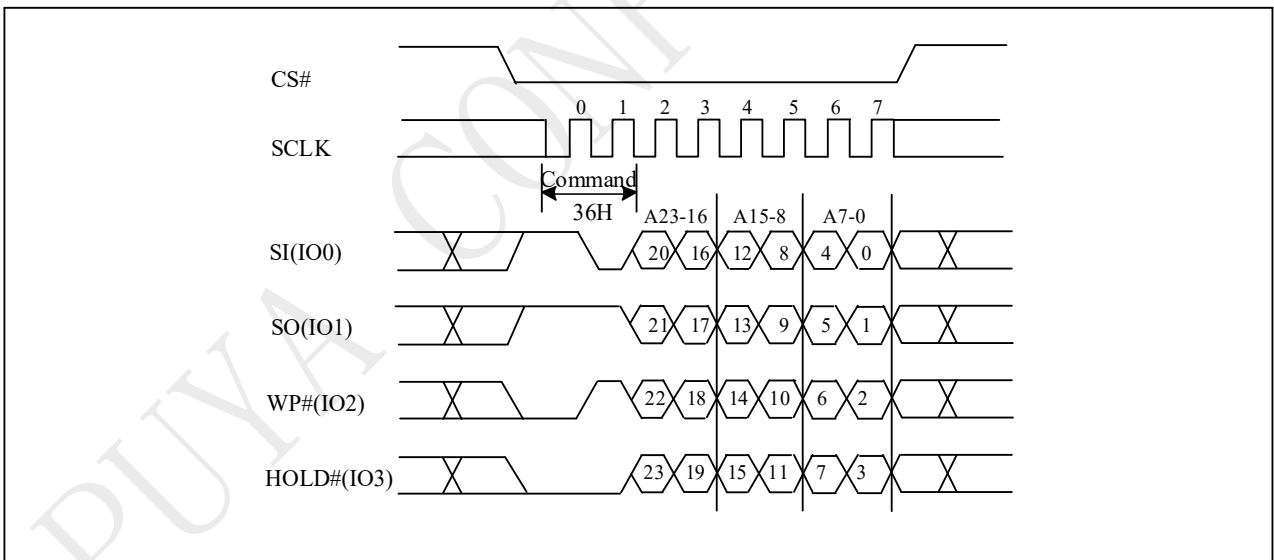 CS#
0 1 2 3 4 5 6 7
SCLK
Command
36H
A23-16 A15-8 A7-0
SI(IO0) 20 16 12 8 4 0
SO(IO1) 21 17 13 9 5 1
WP#(IO2) 22 18 14 10 6 2
HOLD#(IO3) 23 19 15 11 7 3
PUYA